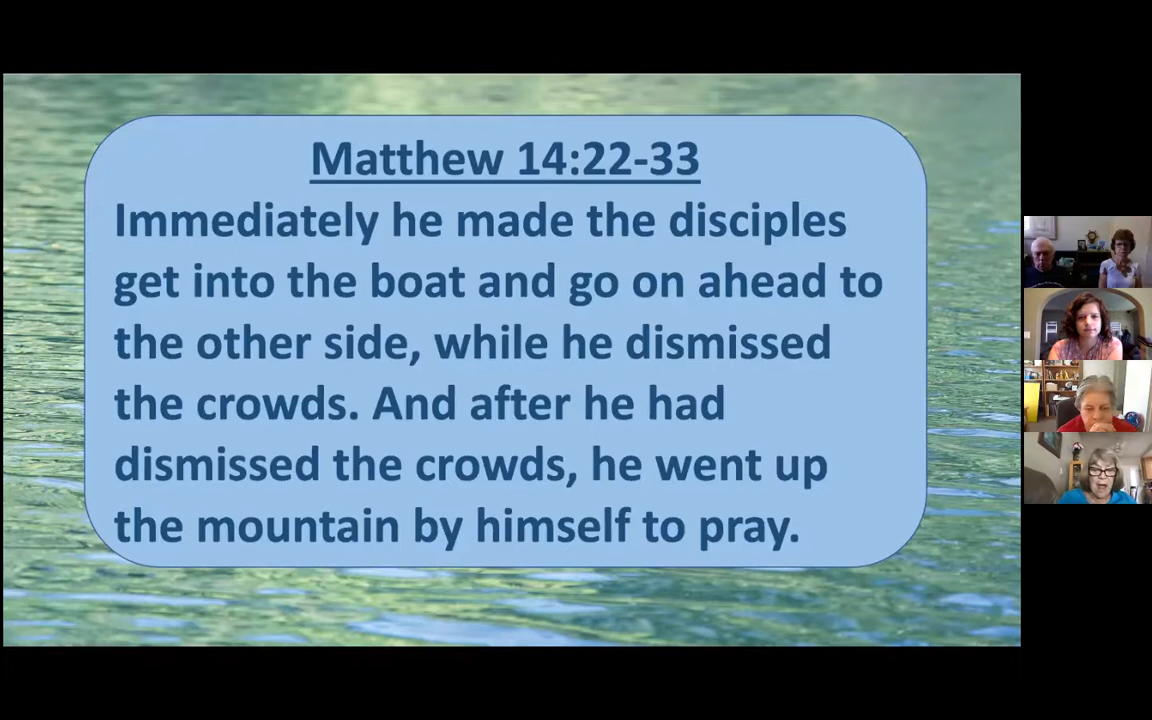 Matthew 14:22-33
Immediately he made the disciples
get into the boat and go on ahead to
the other side, while he dismissed
the crowds. And after he had
dismissed the crowds, he went up
the mountain by himself to pray.